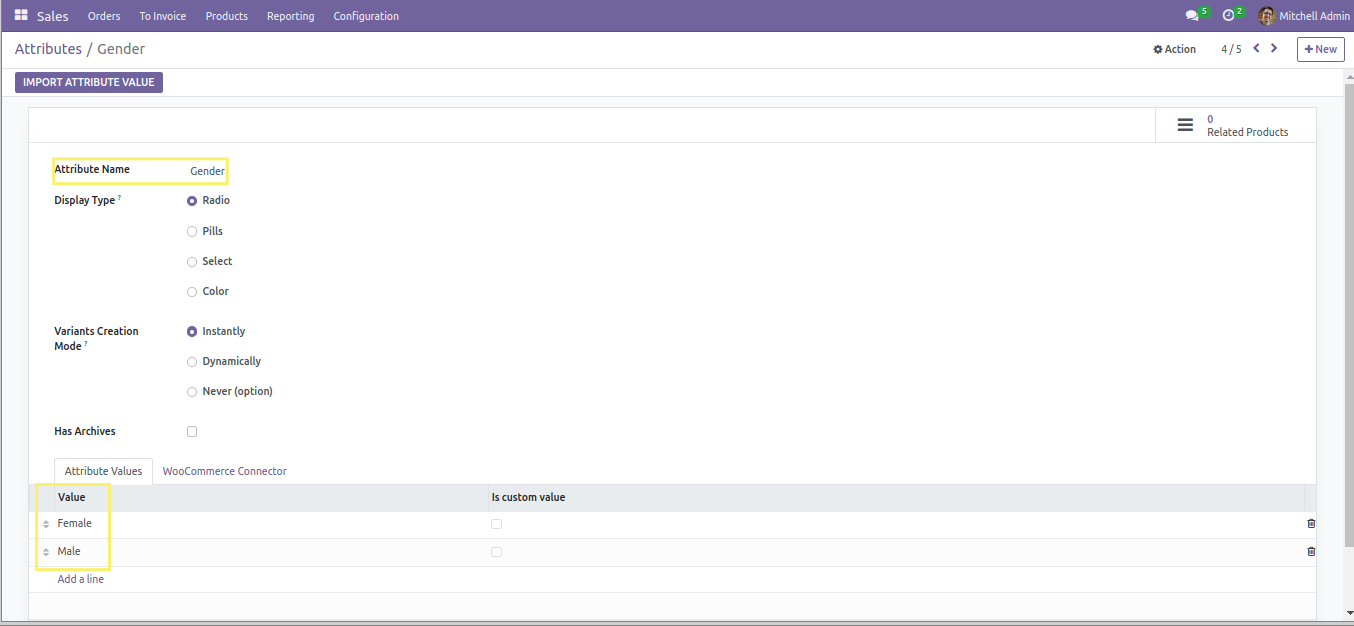 Sales Orders To Invoice Products Reporting Configuration 5 2 Mitchell Admin
Attributes / Gender Action 4 / 5 + New
IMPORT ATTRIBUTE VALUE
0
Related Products
Attribute Name Gender
Display Type ? Radio
Pills
Select
Color
Variants Creation Instantly
Mode ?
Dynamically
Never (option)
Has Archives
Attribute Values WooCommerce Connector
Value Is custom value
Female
Male
Add a line